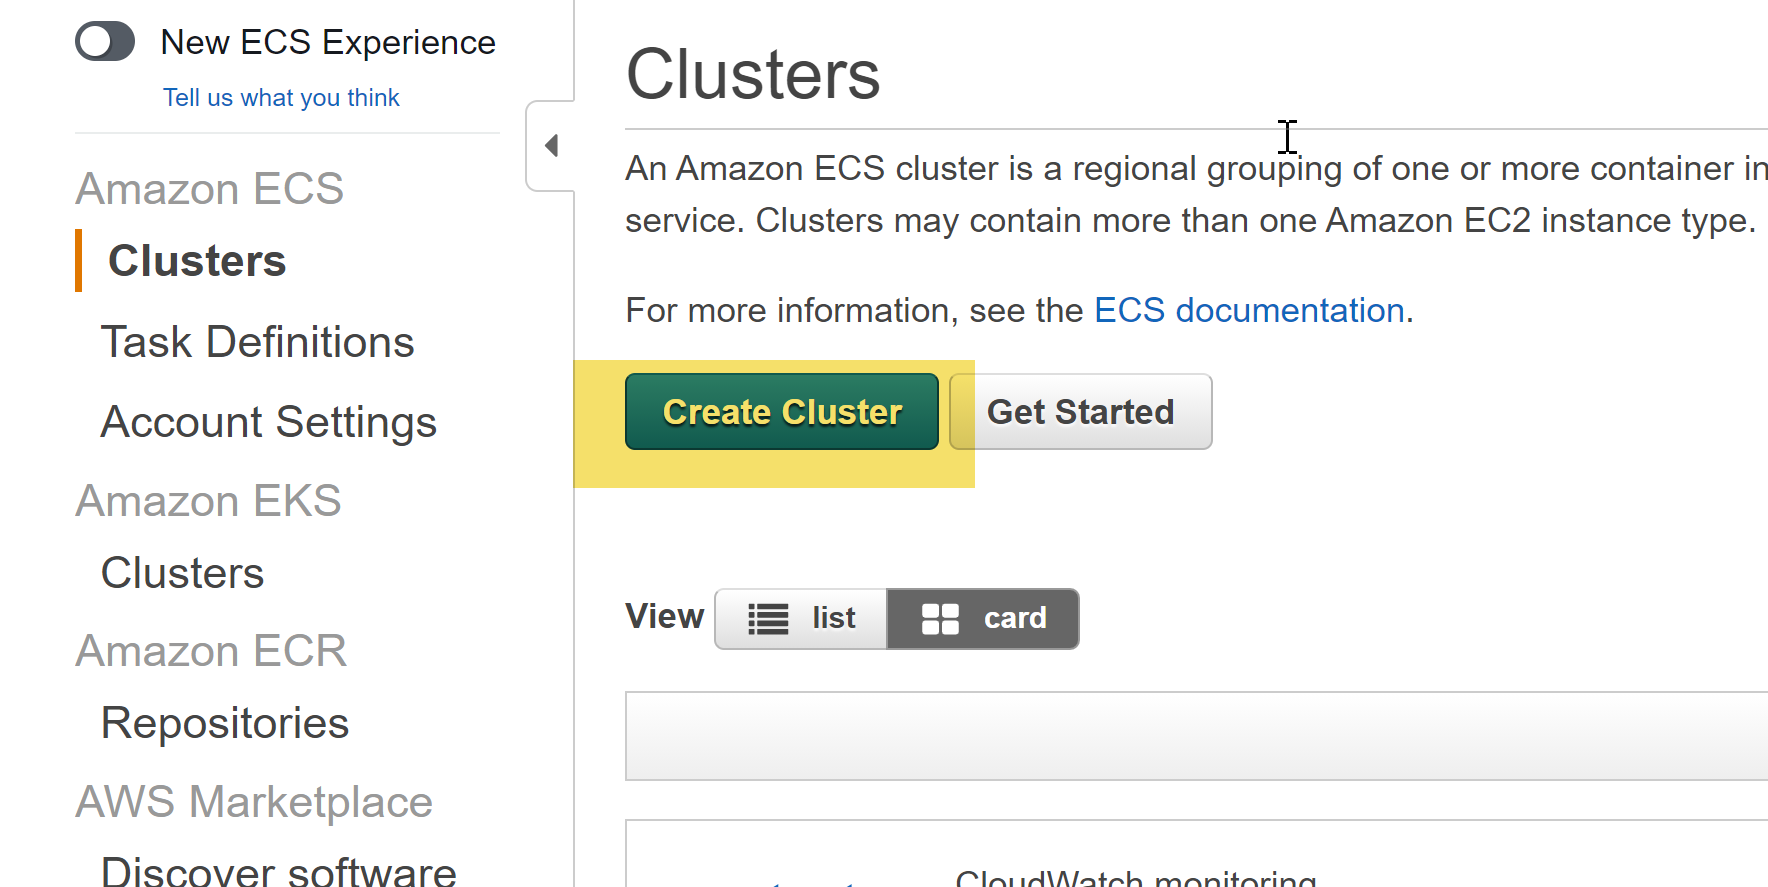 New ECS Experience
Tell us what you think
Amazon ECS
Clusters
Task Definitions
Account Settings
Amazon EKS
Clusters
Amazon ECR
Repositories
AWS Marketplace
Discover software
Clusters
An Amazon ECS cluster is a regional grouping of one or more container in
service. Clusters may contain more than one Amazon EC2 instance type.
For more information, see the ECS documentation.
Create Cluster Get Started
View list card
CloudWatch monitoring